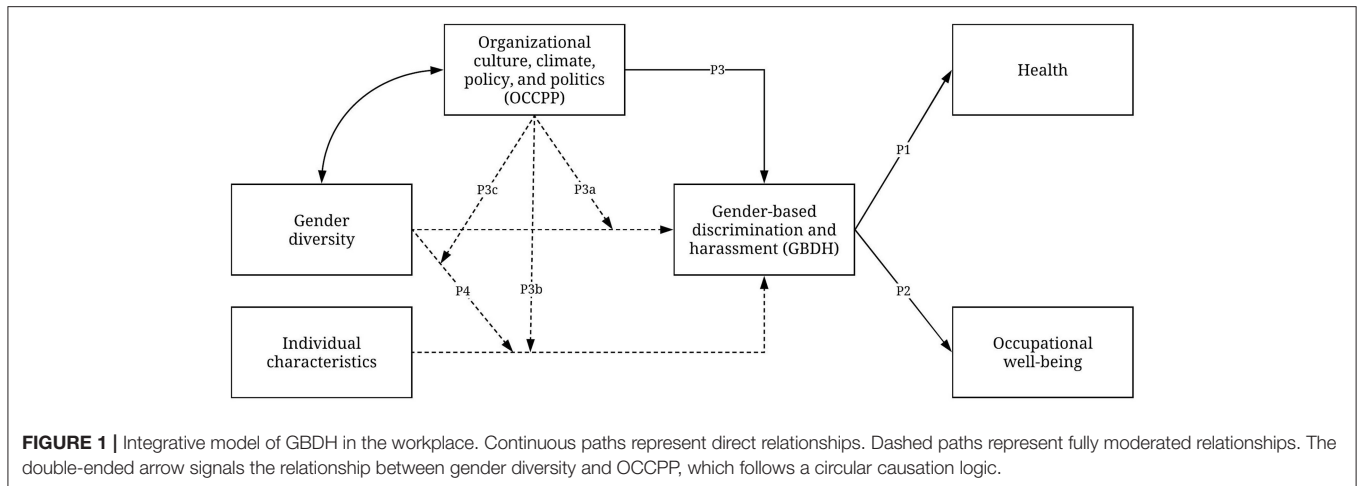 Organizational
culture, climate,
policy, and politics
(OCCPP)
P3
Health
P1
P3c
P3a
Gender
diversity
Gender-based
discrimination and
harassment (GBDH)
P4
P3b
P2
Individual
characteristics
Occupational
well-being
FIGURE 1 | Integrative model of GBDH in the workplace. Continuous paths represent direct relationships. Dashed paths represent fully moderated relationships. The
double-ended arrow signals the relationship between gender diversity and OCCPP, which follows a circular causation logic.